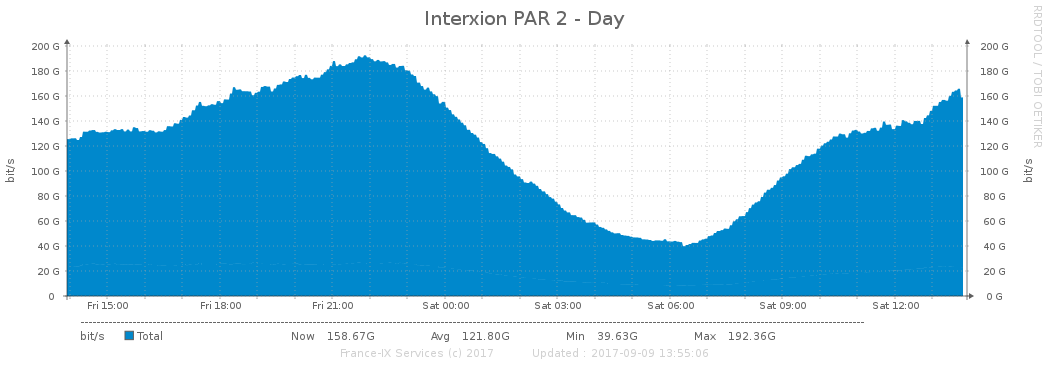 Interxion PAR 2 - Day
RRDTOOL / TOBI OETIKER
200 G 200 G
180 G 180 G
160 G 160 G
140 G 140 G
120 G 120 G
100 G 100 G
80 G 80 G
60 G 60 G
40 G 40 G
20 G 20 G
0 0 G
bit/s bit/s
Fri 15:00 Fri 18:00 Fri 21:00 Sat 00:00 Sat 03:00 Sat 06:00 Sat 09:00 Sat 12:00
bit/s Total Now 158.67G Avg 121.80G Min 39.63G Max 192.36G
France-IX Services (c) 2017 Updated : 2017-09-09 13:55:06